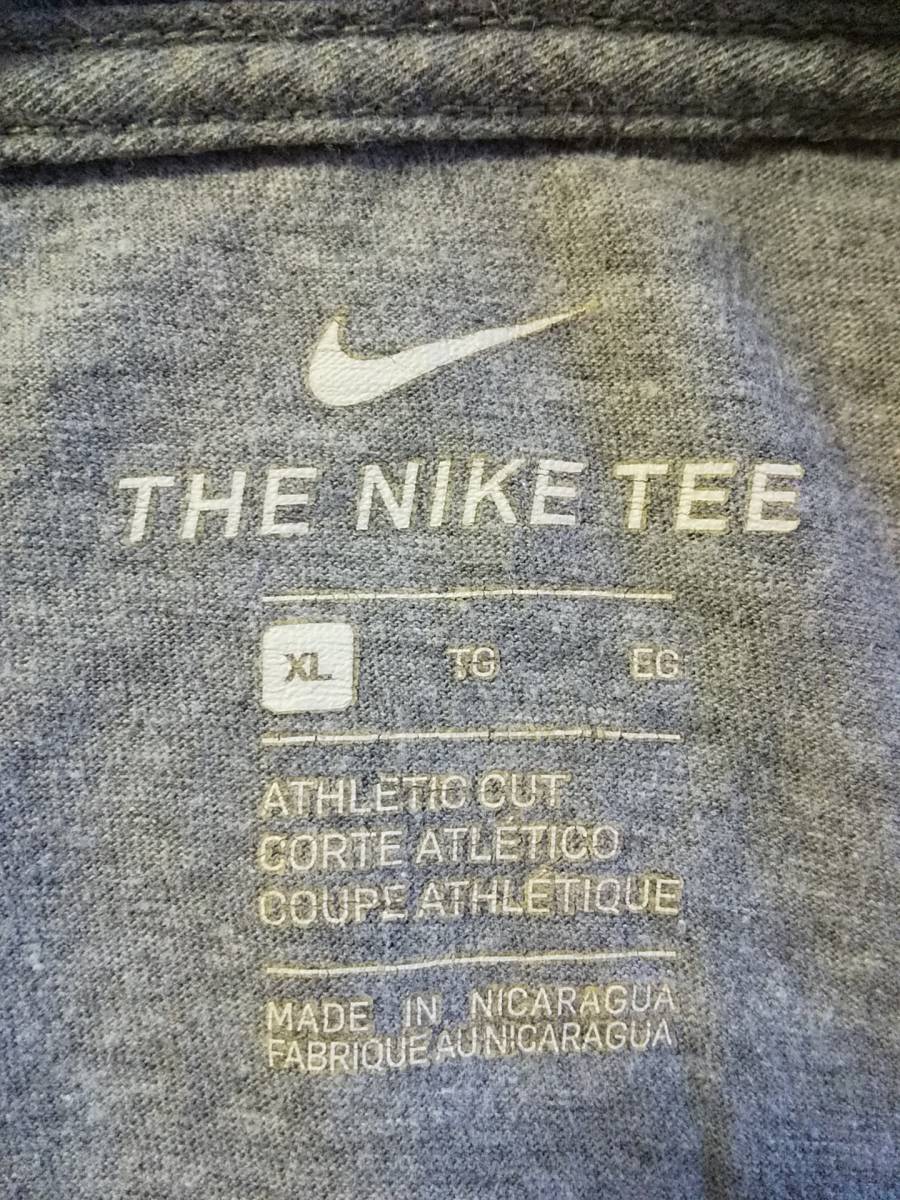 THE NIKE TEE
XL TG EG
ATHLETIC CUT
CORTE ATLÉTICO
COUPE ATHLÉTIQUE
MADE IN NICARAGUA
FABRIQUE AU NICARAGUA